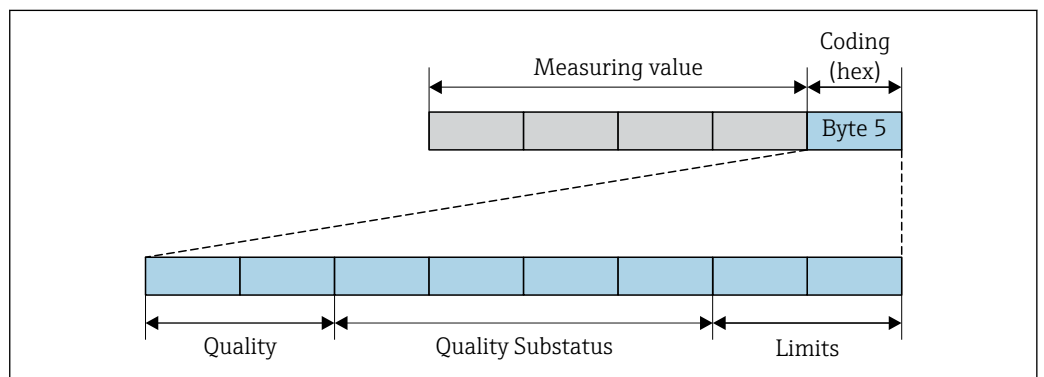 Coding
(hex)
Measuring value
Byte 5
Quality
Quality Substatus
Limits